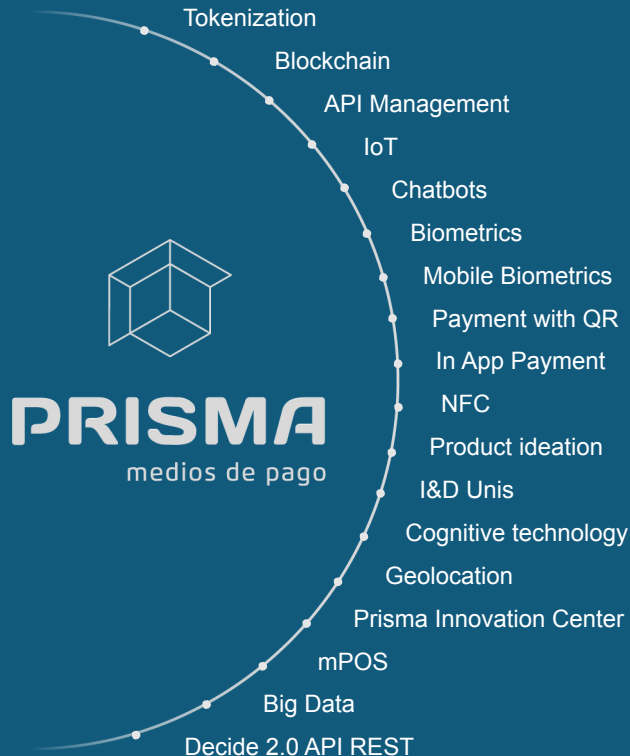 Tokenization
Blockchain
API Management
IoT
Chatbots
Biometrics
Mobile Biometrics
Payment with QR
In App Payment
NFC
Product ideation
I&D Unis
Cognitive technology
Geolocation
Prisma Innovation Center
mPOS
Big Data
Decide 2.0 API REST
PRISMA
medios de pago